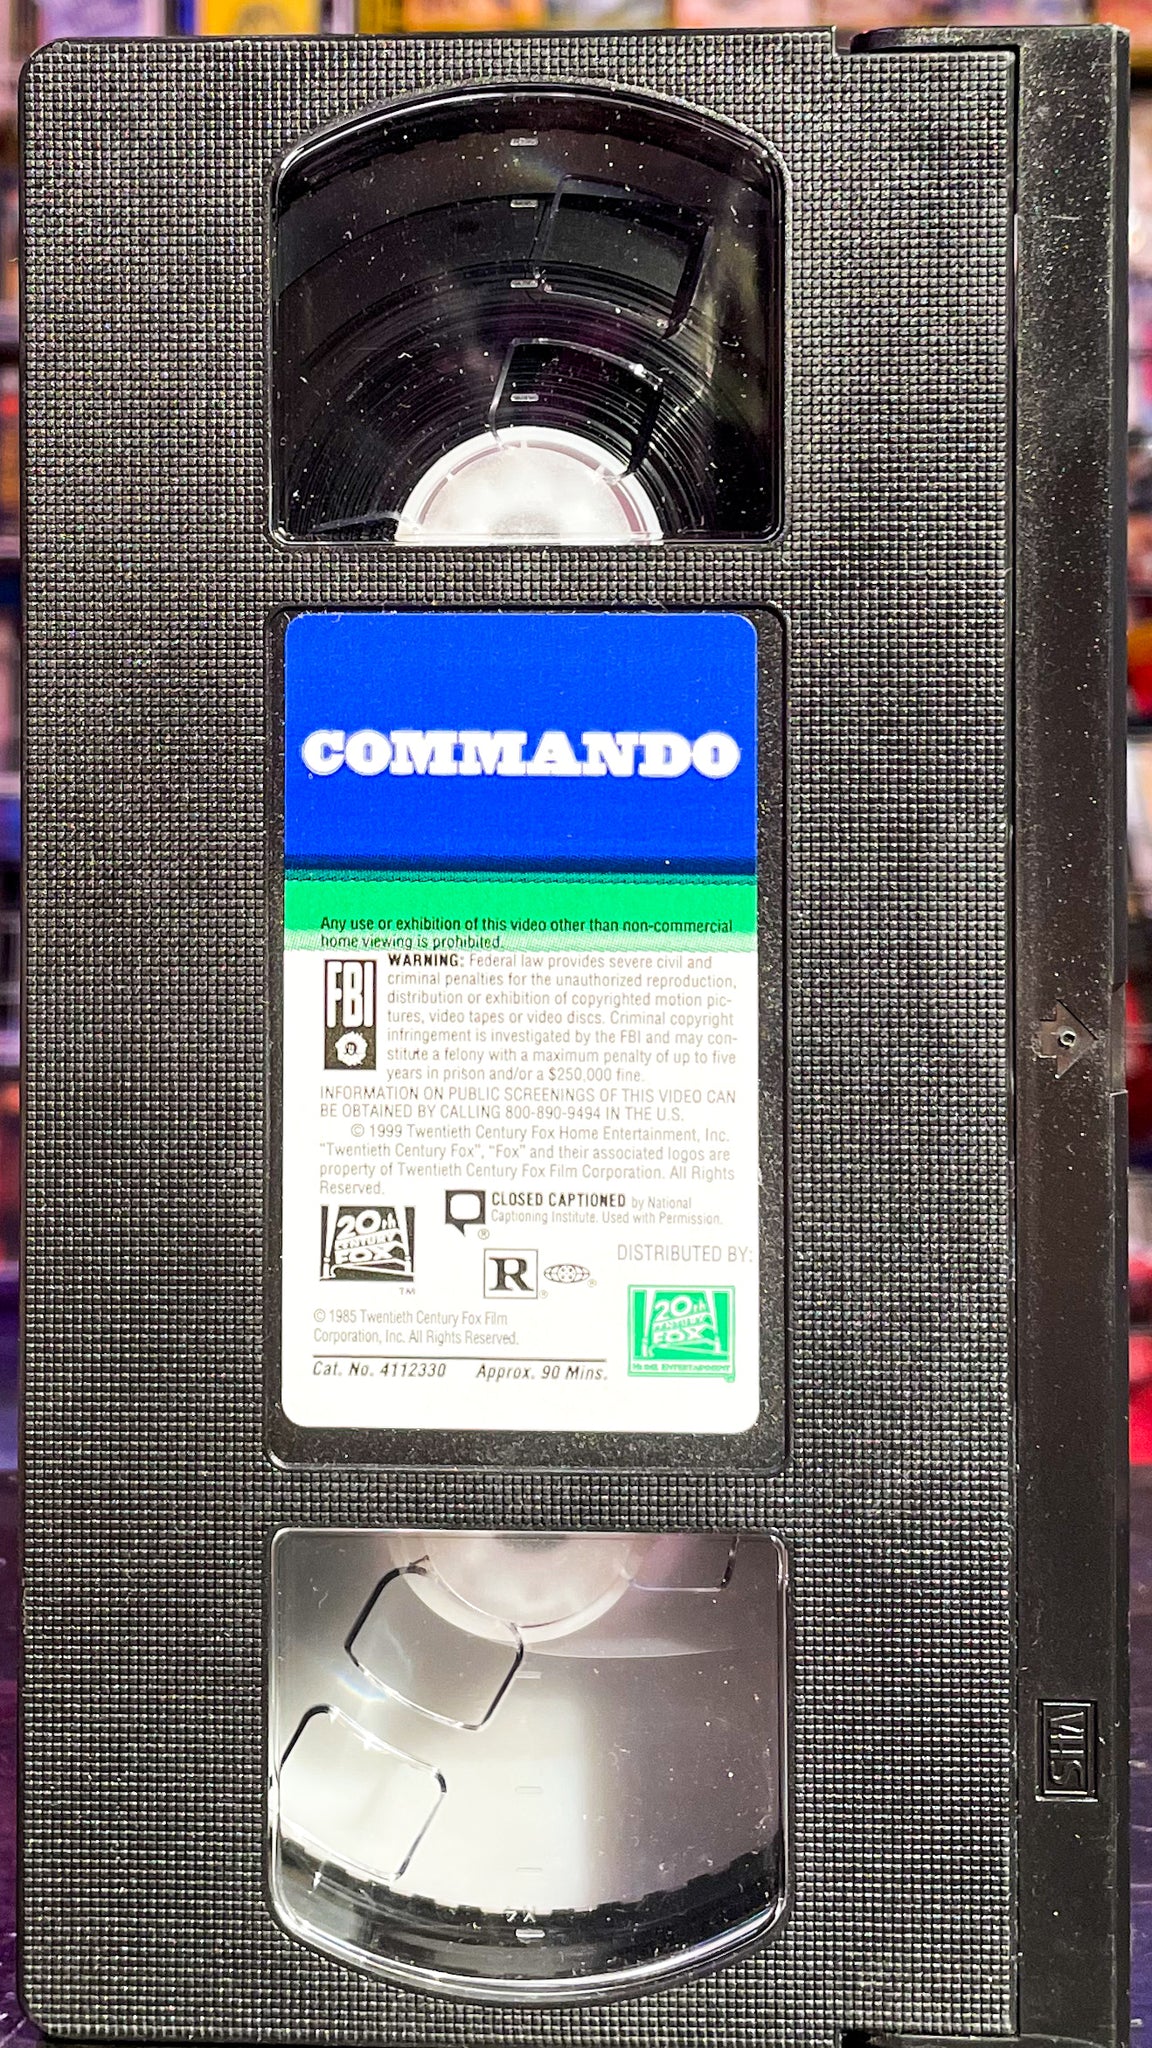 COMMANDO
Any use or exhibition of this video other than non-commercial
home viewing is prohibited.
FBI
WARNING: Federal law provides severe civil and
criminal penalties for the unauthorized reproduction,
distribution or exhibition of copyrighted motion pic-
tures, video tapes or video discs. Criminal copyright
infringement is investigated by the FBI and may con-
stitute a felony with a maximum penalty of up to five
years in prison and/or a $250,000 fine.
INFORMATION ON PUBLIC SCREENINGS OF THIS VIDEO CAN
BE OBTAINED BY CALLING 800-890-9494 IN THE U.S.
© 1999 Twentieth Century Fox Home Entertainment, Inc.
"Twentieth Century Fox", "Fox" and their associated logos are
property of Twentieth Century Fox Film Corporation. All Rights
Reserved.
CLOSED CAPTIONED by National
Captioning Institute. Used with Permission.
®
20th
CENTURY
FOX
TM
R
®
®
DISTRIBUTED BY:
20th
CENTURY
FOX
HOME ENTERTAINMENT
© 1985 Twentieth Century Fox Film
Corporation, Inc. All Rights Reserved.
Cat. No. 4112330 Approx. 90 Mins.
VHS